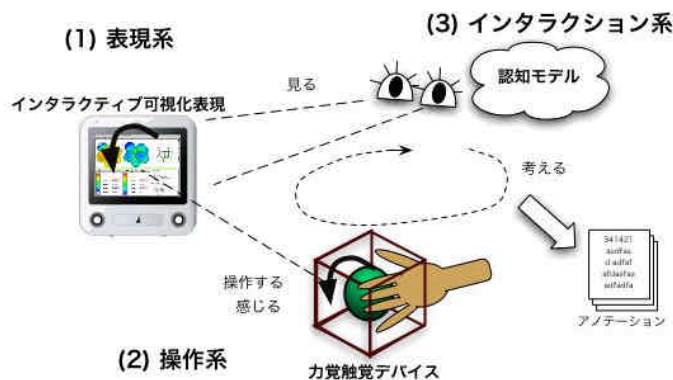 (1) 表現系
(3) インタラクション系
インタラクティブ可視化表現
見る
認知モデル
考える
操作する
感じる
341421
asdfas
アノテーション
(2) 操作系
力覚触覚デバイス